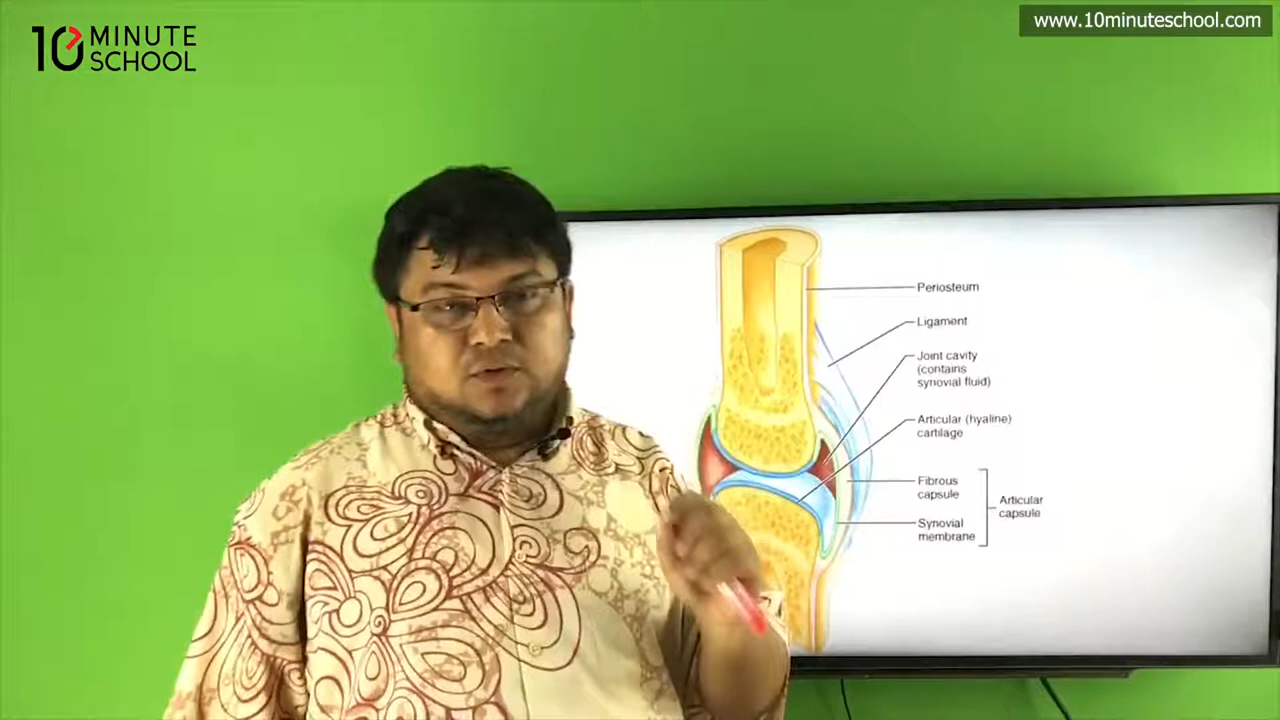 10 MINUTE
SCHOOL
www.10minuteschool.com
Periosteum
Ligament
Joint cavity
(contains
synovial fluid)
Articular (hyaline)
cartilage
Fibrous
capsule
Articular
capsule
Synovial
membrane